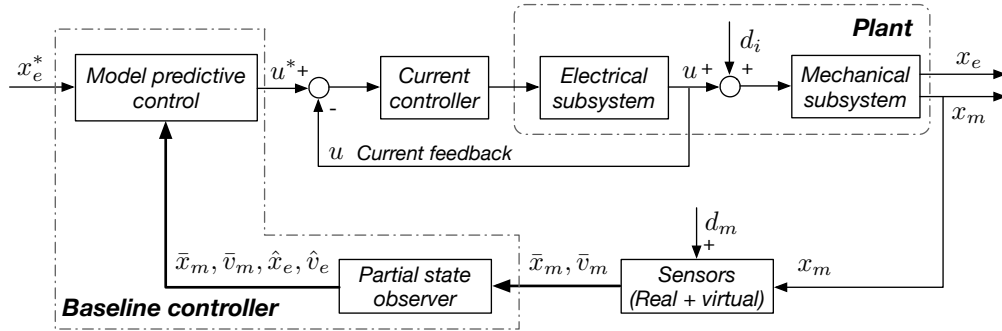 Plant
x_e^*
Model predictive
control
u^* +
-
Current
controller
Electrical
subsystem
u +
d_i
+
Mechanical
subsystem
x_e
x_m
u Current feedback
d_m
+
x̄_m, v̄_m, x̂_e, v̂_e
Partial state
observer
x̄_m, v̄_m
Sensors
(Real + virtual)
x_m
Baseline controller